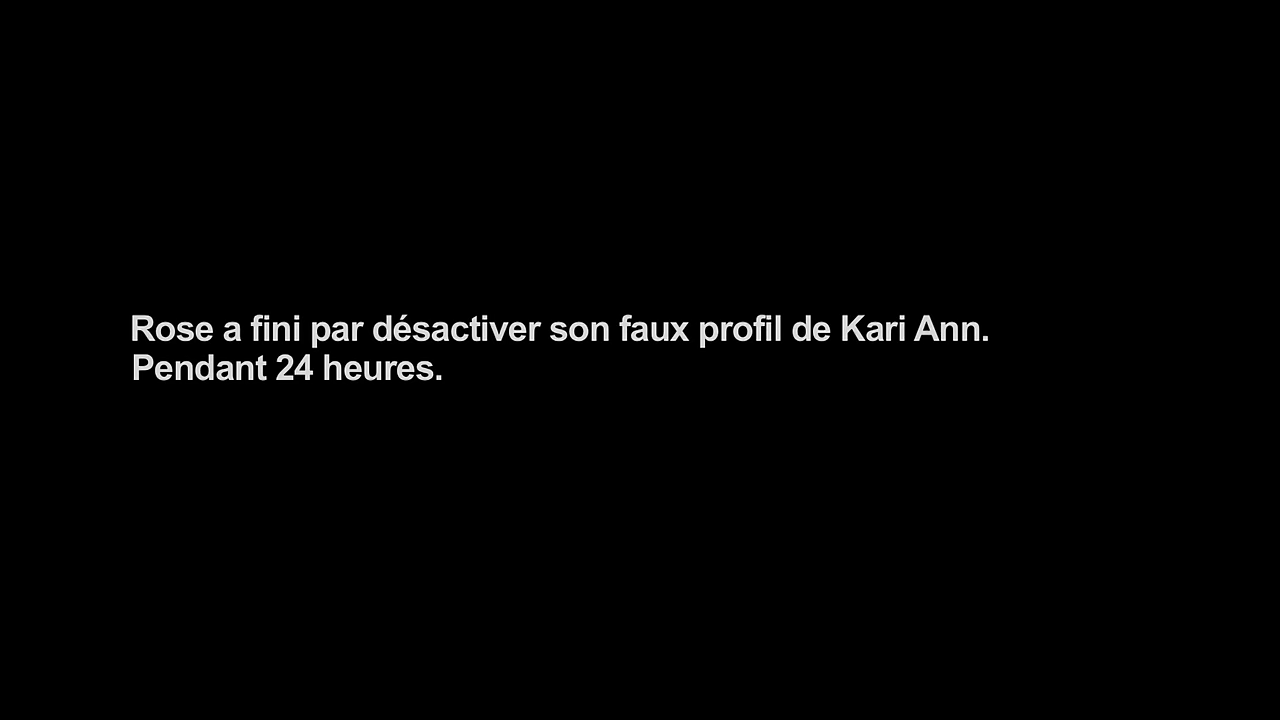 Rose a fini par désactiver son faux profil de Kari Ann.
Pendant 24 heures.